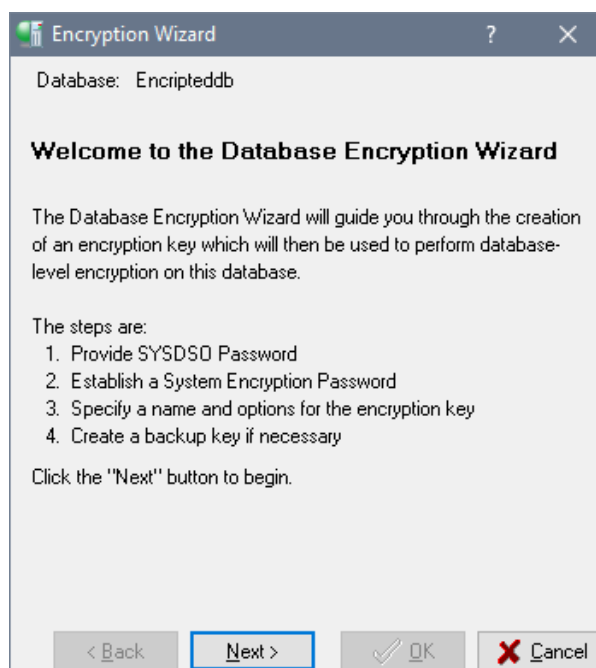 Encryption Wizard ? ×
Database: Encripteddb
Welcome to the Database Encryption Wizard
The Database Encryption Wizard will guide you through the creation
of an encryption key which will then be used to perform database-
level encryption on this database.
The steps are:
1. Provide SYSDSO Password
2. Establish a System Encryption Password
3. Specify a name and options for the encryption key
4. Create a backup key if necessary
Click the "Next" button to begin.
< Back Next > OK Cancel